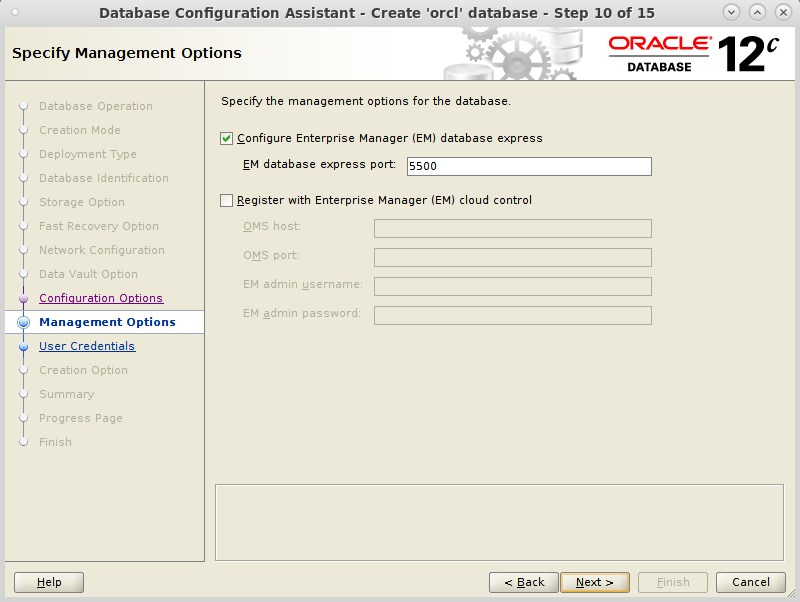 Database Configuration Assistant - Create 'orcl' database - Step 10 of 15
Specify Management Options
ORACLE
DATABASE
12c
Database Operation
Creation Mode
Deployment Type
Database Identification
Storage Option
Fast Recovery Option
Network Configuration
Data Vault Option
Configuration Options
Management Options
User Credentials
Creation Option
Summary
Progress Page
Finish
Specify the management options for the database.
Configure Enterprise Manager (EM) database express
EM database express port: 5500
Register with Enterprise Manager (EM) cloud control
OMS host:
OMS port:
EM admin username:
EM admin password:
Help
< Back
Next >
Finish
Cancel